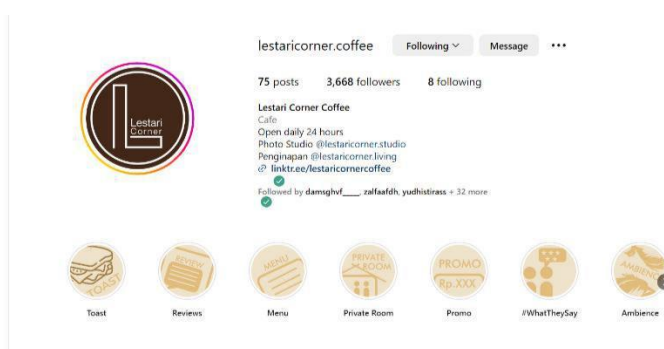 lestaricorner.coffee Following Message
75 posts 3,668 followers 8 following
Lestari
Corner
Lestari Corner Coffee
Cafe
Open daily 24 hours
Photo Studio @lestaricorner.studio
Penginapan @lestaricorner.living
linktr.ee/lestaricornercoffee
Followed by damsghvf____, zalfaafdh, yudhistirass + 32 more
TOAST
REVIEW
MENU
PRIVATE
ROOM
PROMO
Rp.XXX
AMBIENC
Toast Reviews Menu Private Room Promo #WhatTheySay Ambience